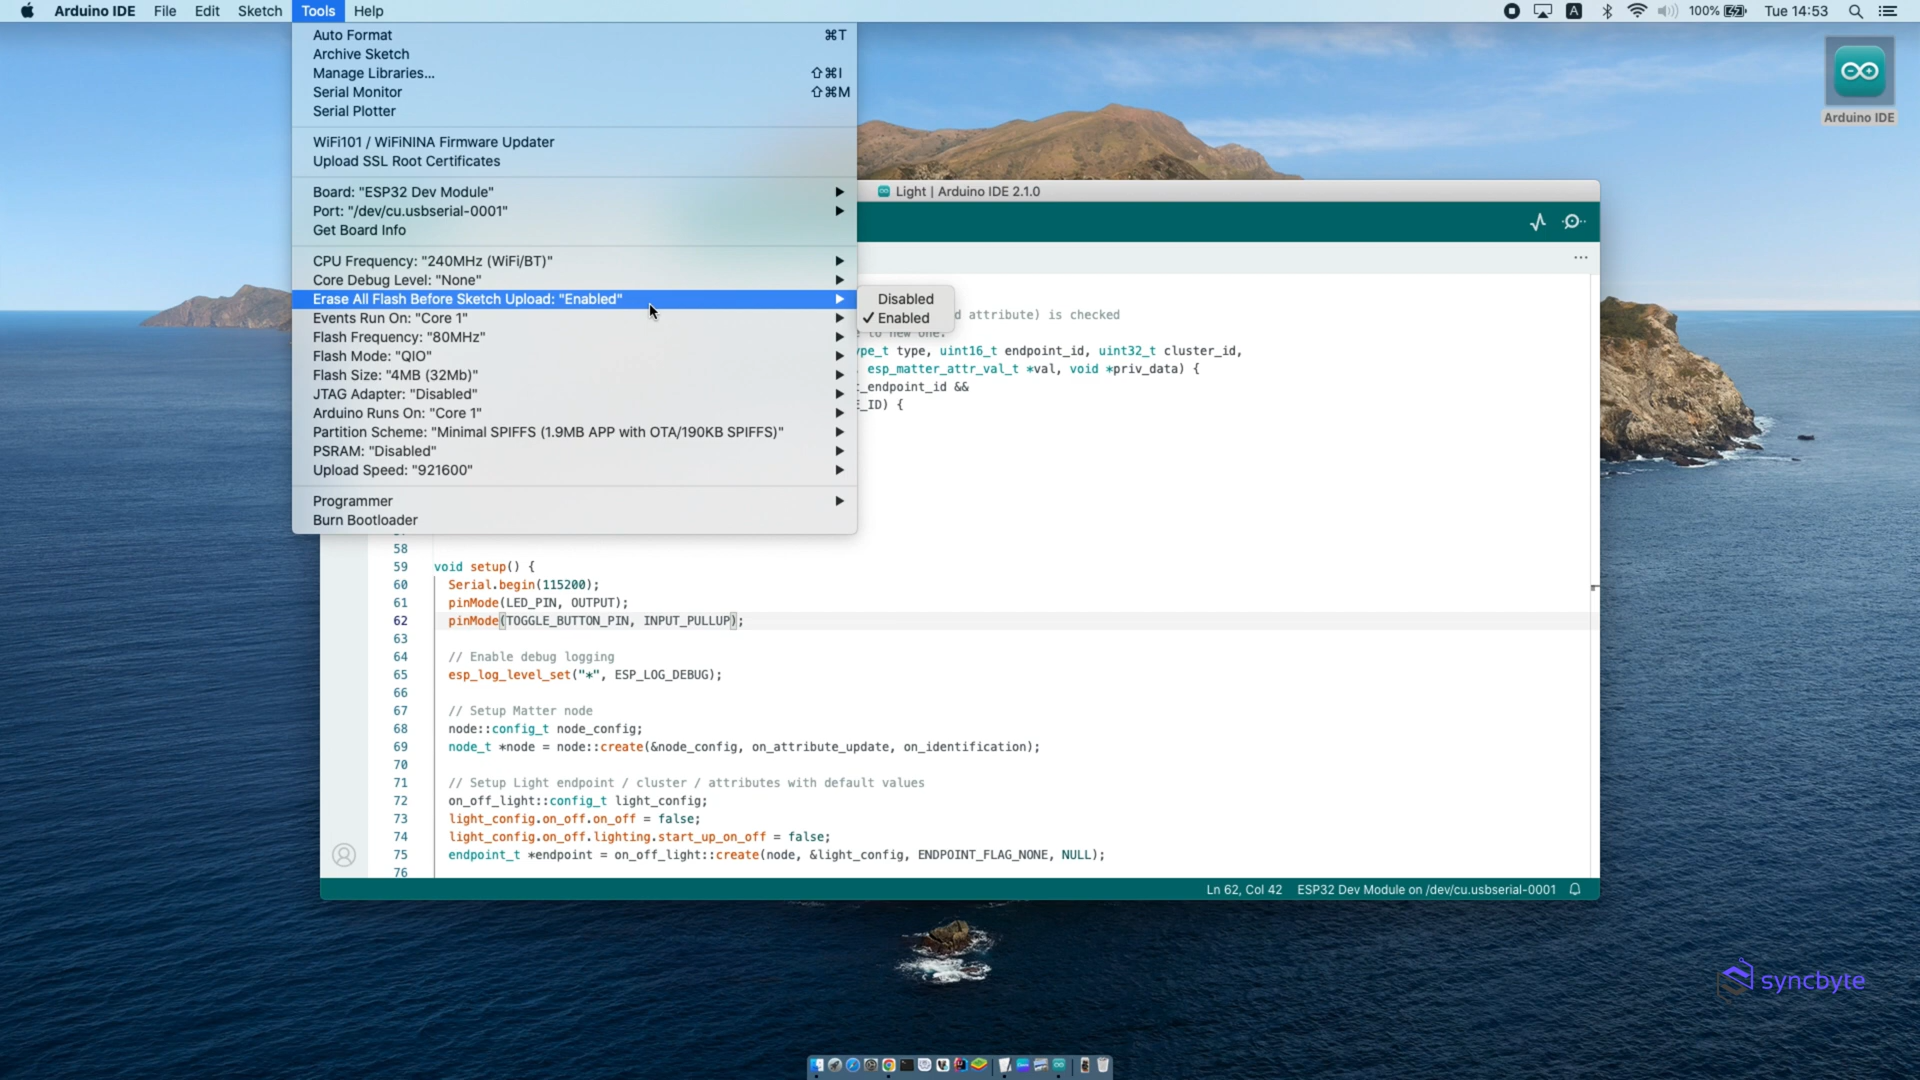 Arduino IDE File Edit Sketch Tools Help 100% Tue 14:53
Auto Format ⌘T
Archive Sketch
Manage Libraries... ⇧⌘I
Serial Monitor ⇧⌘M
Serial Plotter
WiFi101 / WiFiNINA Firmware Updater
Upload SSL Root Certificates
Board: "ESP32 Dev Module"
Port: "/dev/cu.usbserial-0001"
Get Board Info
CPU Frequency: "240MHz (WiFi/BT)"
Core Debug Level: "None"
Erase All Flash Before Sketch Upload: "Enabled"
Events Run On: "Core 1"
Flash Frequency: "80MHz"
Flash Mode: "QIO"
Flash Size: "4MB (32Mb)"
JTAG Adapter: "Disabled"
Arduino Runs On: "Core 1"
Partition Scheme: "Minimal SPIFFS (1.9MB APP with OTA/190KB SPIFFS)"
PSRAM: "Disabled"
Upload Speed: "921600"
Programmer
Burn Bootloader
Disabled
✓ Enabled
Arduino IDE
Light | Arduino IDE 2.1.0
d attribute) is checked
to new one.
pe_t type, uint16_t endpoint_id, uint32_t cluster_id,
esp_matter_attr_val_t *val, void *priv_data) {
t_endpoint_id &&
E_ID) {
58
59 void setup() {
60 Serial.begin(115200);
61 pinMode(LED_PIN, OUTPUT);
62 pinMode(TOGGLE_BUTTON_PIN, INPUT_PULLUP);
63
64 // Enable debug logging
65 esp_log_level_set("*", ESP_LOG_DEBUG);
66
67 // Setup Matter node
68 node::config_t node_config;
69 node_t *node = node::create(&node_config, on_attribute_update, on_identification);
70
71 // Setup Light endpoint / cluster / attributes with default values
72 on_off_light::config_t light_config;
73 light_config.on_off.on_off = false;
74 light_config.on_off.lighting.start_up_on_off = false;
75 endpoint_t *endpoint = on_off_light::create(node, &light_config, ENDPOINT_FLAG_NONE, NULL);
76
Ln 62, Col 42 ESP32 Dev Module on /dev/cu.usbserial-0001
syncbyte